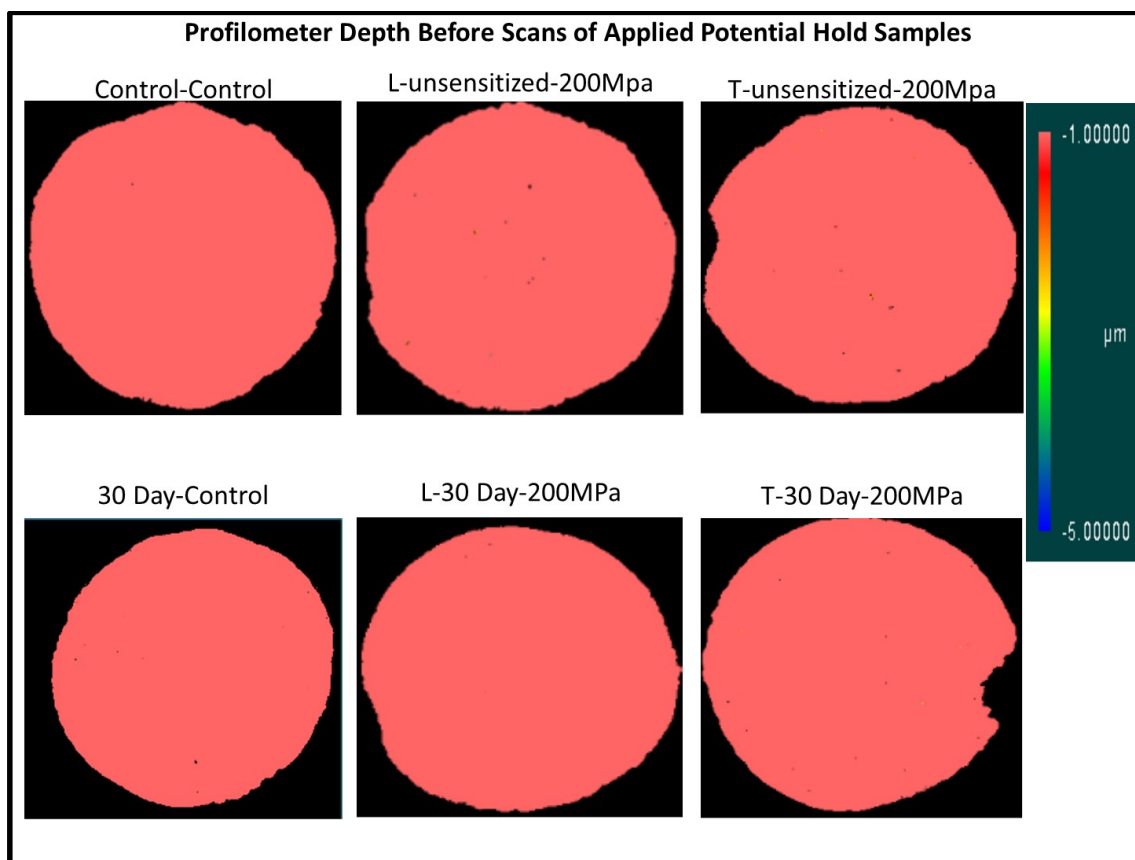 Profilometer Depth Before Scans of Applied Potential Hold Samples
Control-Control
L-unsensitized-200Mpa
T-unsensitized-200Mpa
-1.00000
µm
-5.00000
30 Day-Control
L-30 Day-200MPa
T-30 Day-200MPa